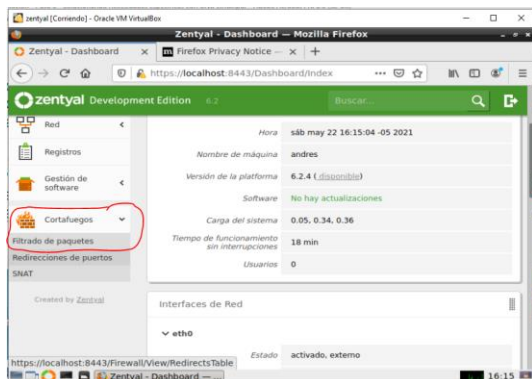 zentyal [Corriendo] - Oracle VM VirtualBox
Zentyal - Dashboard — Mozilla Firefox
Zentyal - Dashboard
Firefox Privacy Notice —
https://localhost:8443/Dashboard/Index
zentyal Development Edition 6.2
Buscar...
Red
Registros
Gestión de software
Cortafuegos
Filtrado de paquetes
Redirecciones de puertos
SNAT
Created by Zentyal
Hora sáb may 22 16:15:04 -05 2021
Nombre de máquina andres
Versión de la plataforma 6.2.4 (disponible)
Software No hay actualizaciones
Carga del sistema 0.05, 0.34, 0.36
Tiempo de funcionamiento sin interrupciones 18 min
Usuarios 0
Interfaces de Red
eth0
Estado activado, externo
https://localhost:8443/Firewall/View/RedirectsTable
Zentyal - Dashboard —...
16:15